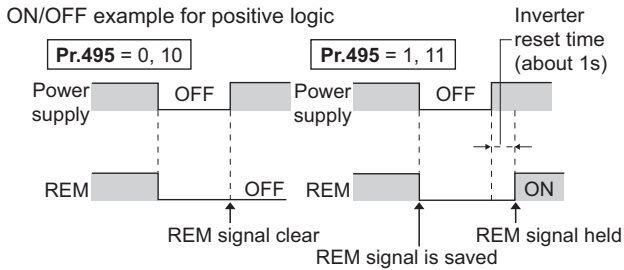 ON/OFF example for positive logic
Pr.495 = 0, 10
Power supply
OFF
REM
OFF
REM signal clear
Pr.495 = 1, 11
Inverter
reset time
(about 1s)
Power
supply
OFF
REM
ON
REM signal is saved
REM signal held